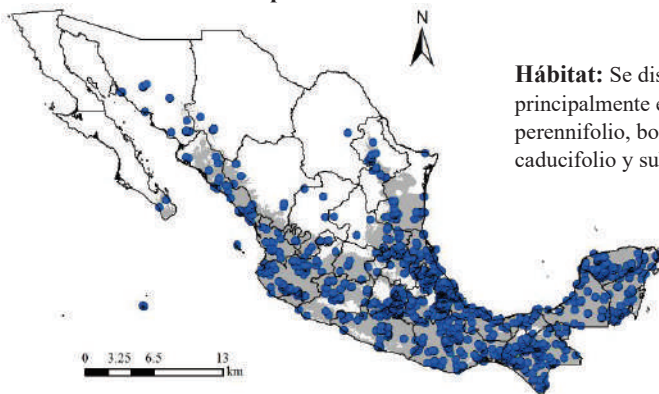 N
Hábitat: Se dis
principalmente
perennifolio, bo
caducifolio y su
0 3.25 6.5 13
km